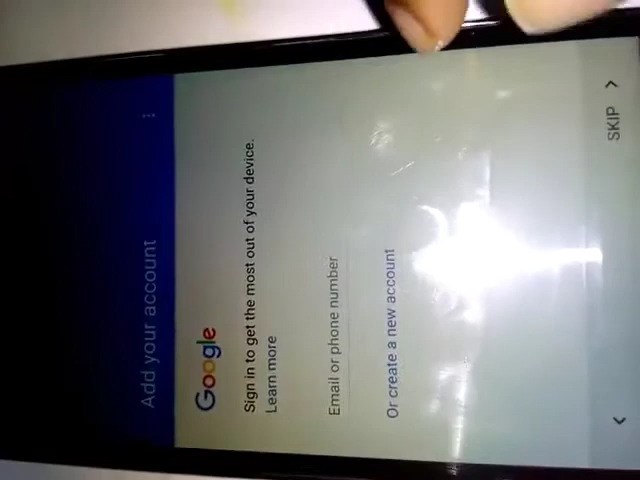 Add your account
Google
Sign in to get the most out of your device.
Learn more
Email or phone number
Or create a new account
SKIP